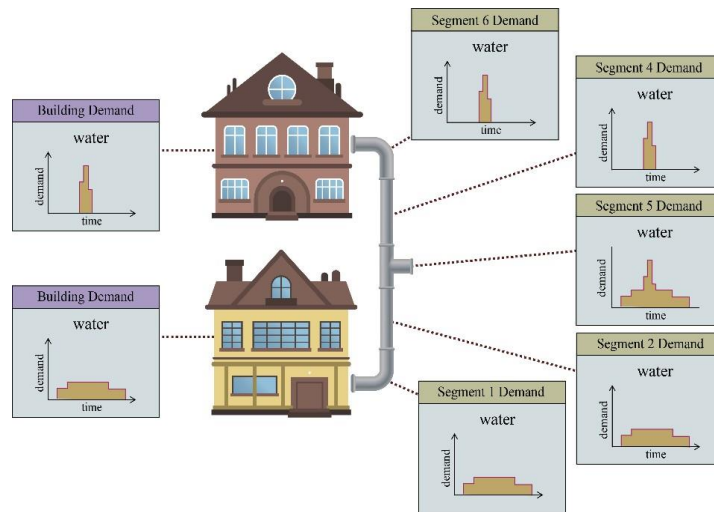 Segment 6 Demand
water
demand
time
Segment 4 Demand
water
demand
time
Building Demand
water
demand
time
Segment 5 Demand
water
demand
time
Building Demand
water
demand
time
Segment 2 Demand
water
demand
time
Segment 1 Demand
water
demand
time